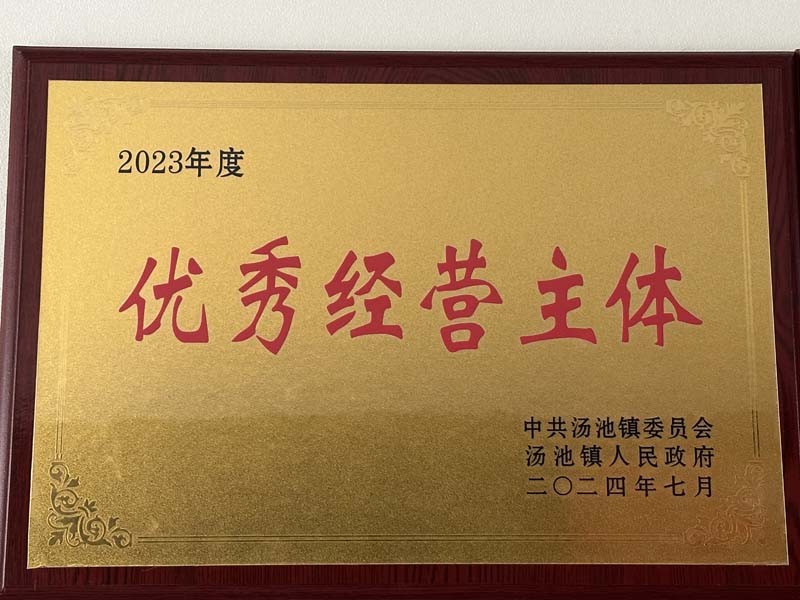 2023年度
优秀经营主体
中共汤池镇委员会
汤池镇人民政府
二〇二四年七月